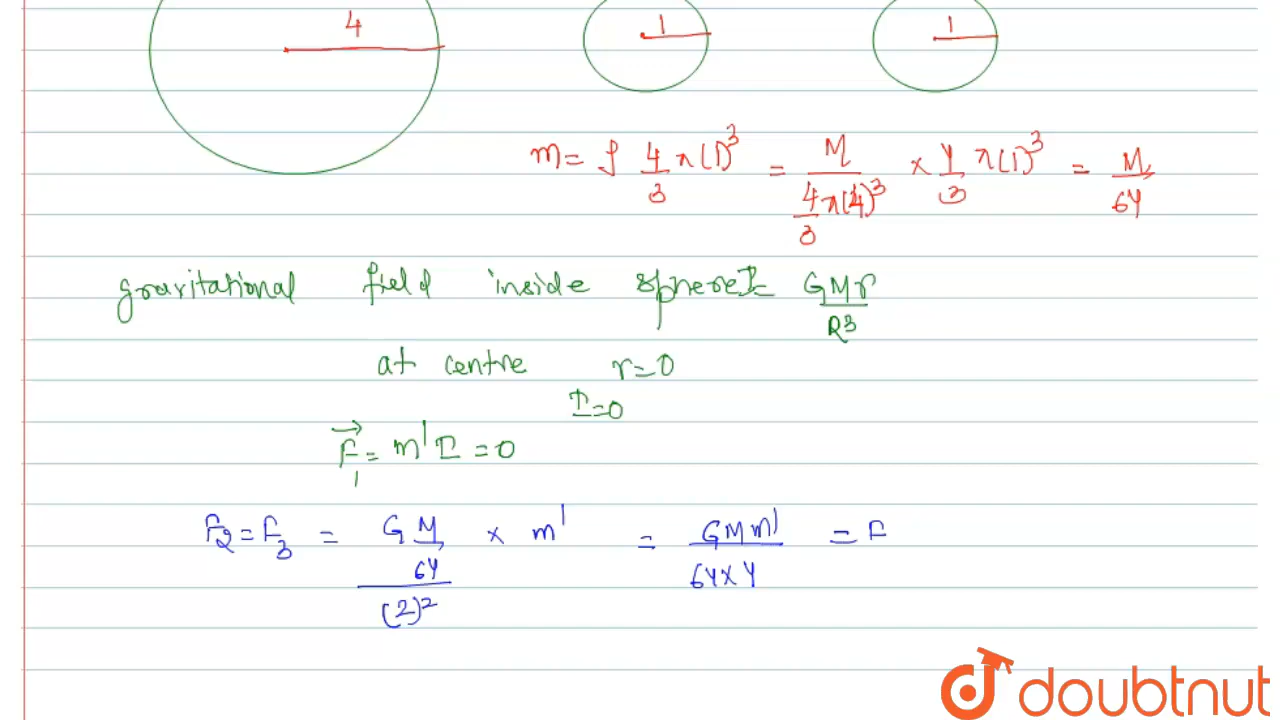 4 1 1
m = ρ 4/3 π(1)³ = M/(4/3 π(4)³) × 4/3 π(1)³ = M/64
gravitational field inside sphere I = GMr/R³
at centre r=0
I=0
F⃗₁ = m' I = 0
F₂ = F₃ = (G M/64)/(2)² × m' = GMm'/(64×4) = F
doubtnut